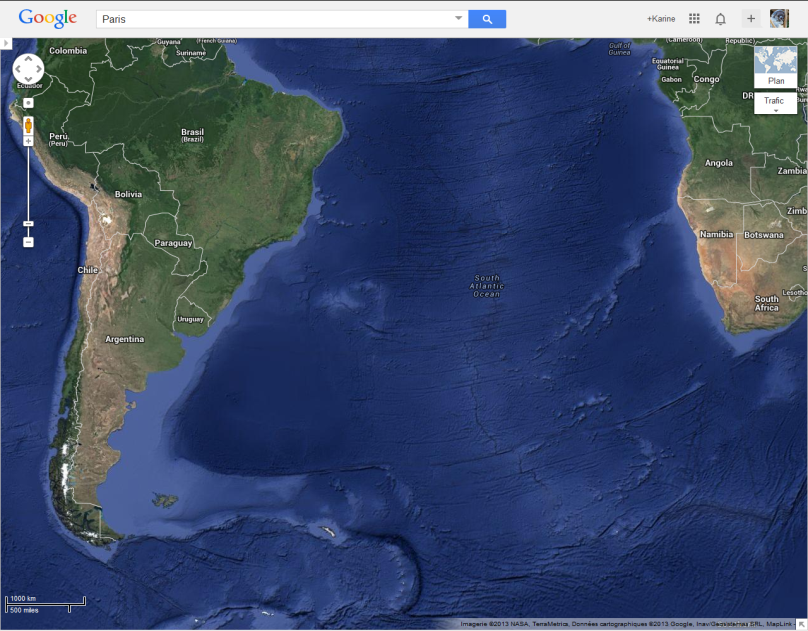 Google
Paris
+Karine
Colombia
Guyana
(French Guiana)
Suriname
Gulf of
Guinea
(Cameroon)
Republic)
Equatorial
Guinea
Gabon
Congo
Plan
Trafic
DR
Ecuador
Perú
(Peru)
Brasil
(Brazil)
Angola
Zambia
Bolivia
Zimb
Paraguay
Namibia
Botswana
Chile
South
Atlantic
Ocean
Lesotho
South
Africa
Uruguay
Argentina
1000 km
500 miles
Imagerie ©2013 NASA, TerraMetrics, Données cartographiques ©2013 Google, Inav/Geosistemas SRL, MapLink -